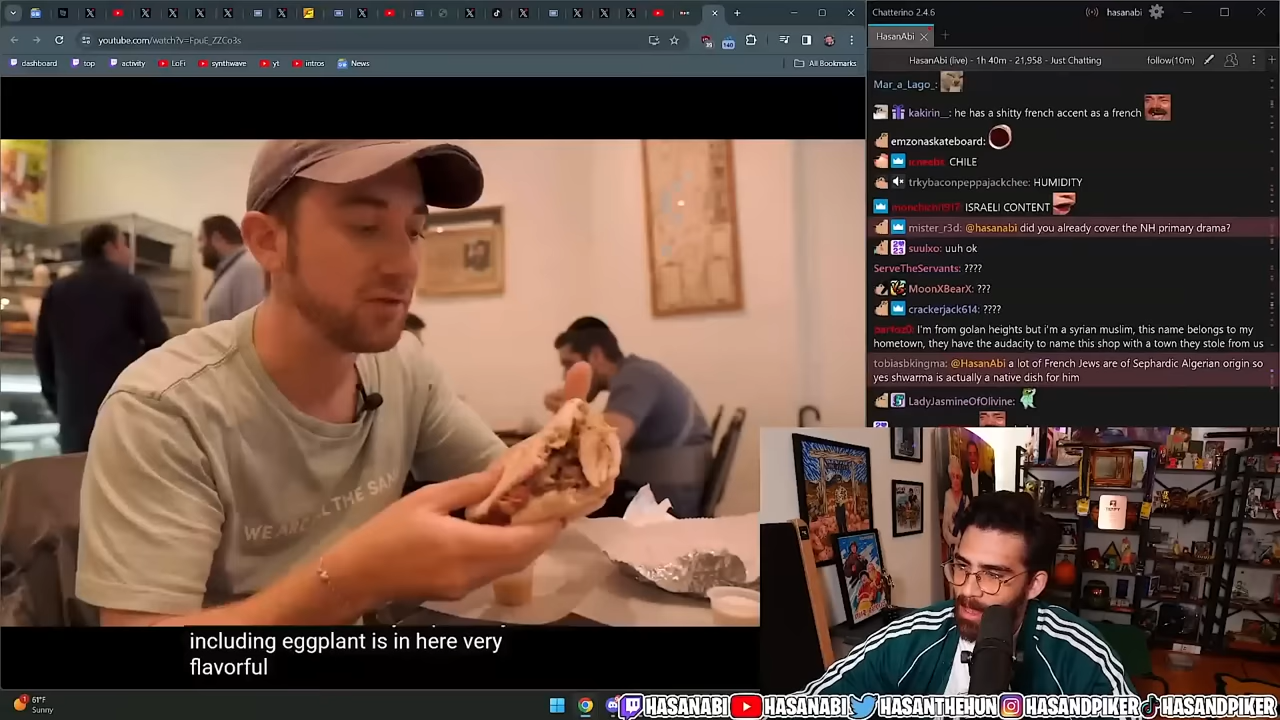 Chatterino 2.4.6
hasanabi
youtube.com/watch?v=FpuE_ZZCo3s
HasanAbi
dashboard
top
activity
LoFi
synthwave
yt
intros
News
All Bookmarks
HasanAbi (live) - 1h 40m - 21,958 - Just Chatting
follow(10m)
Mar_a_Lago_:
kakirin__: he has a shitty french accent as a french
emzonaskateboard:
CHILE
trkybaconpeppajackchee: HUMIDITY
ISRAELI CONTENT
mister_r3d: @hasanabi did you already cover the NH primary drama?
suulxo: uuh ok
ServeTheServants: ????
MoonXBearX: ???
crackerjack614: ????
I'm from golan heights but i'm a syrian muslim, this name belongs to my
hometown, they have the audacity to name this shop with a town they stole from us
tobiasbkingma: @HasanAbi a lot of French Jews are of Sephardic Algerian origin so
yes shwarma is actually a native dish for him
LadyJasmineOfOlivine:
WE ARE ALL THE SAM
including eggplant is in here very
flavorful
61°F
Sunny
HASANABI
HASANABI
HASANTHEHUN
HASANDPIKER
HASANDPIKER